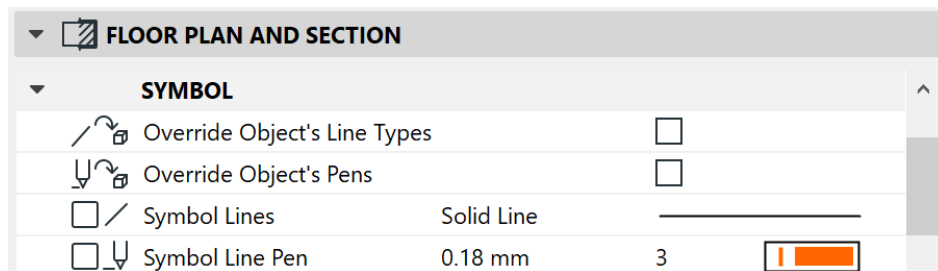 FLOOR PLAN AND SECTION
SYMBOL
Override Object's Line Types
Override Object's Pens
Symbol Lines Solid Line
Symbol Line Pen 0.18 mm 3